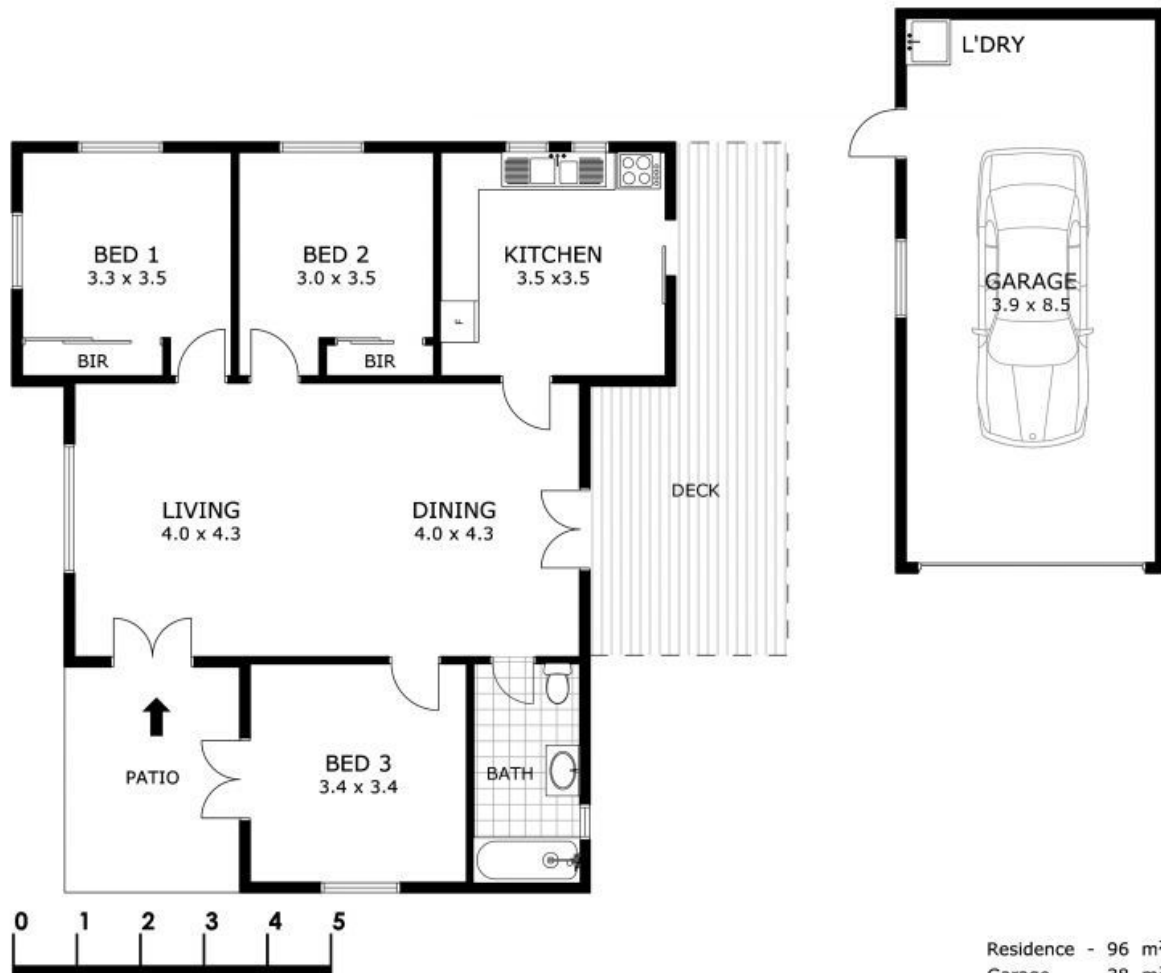 L'DRY
BED 1
3.3 x 3.5
BED 2
3.0 x 3.5
KITCHEN
3.5 x3.5
GARAGE
3.9 x 8.5
F
BIR
BIR
LIVING
4.0 x 4.3
DINING
4.0 x 4.3
DECK
BED 3
3.4 x 3.4
BATH
PATIO
0 1 2 3 4 5
Residence - 96 m²
Garage - 38 m²